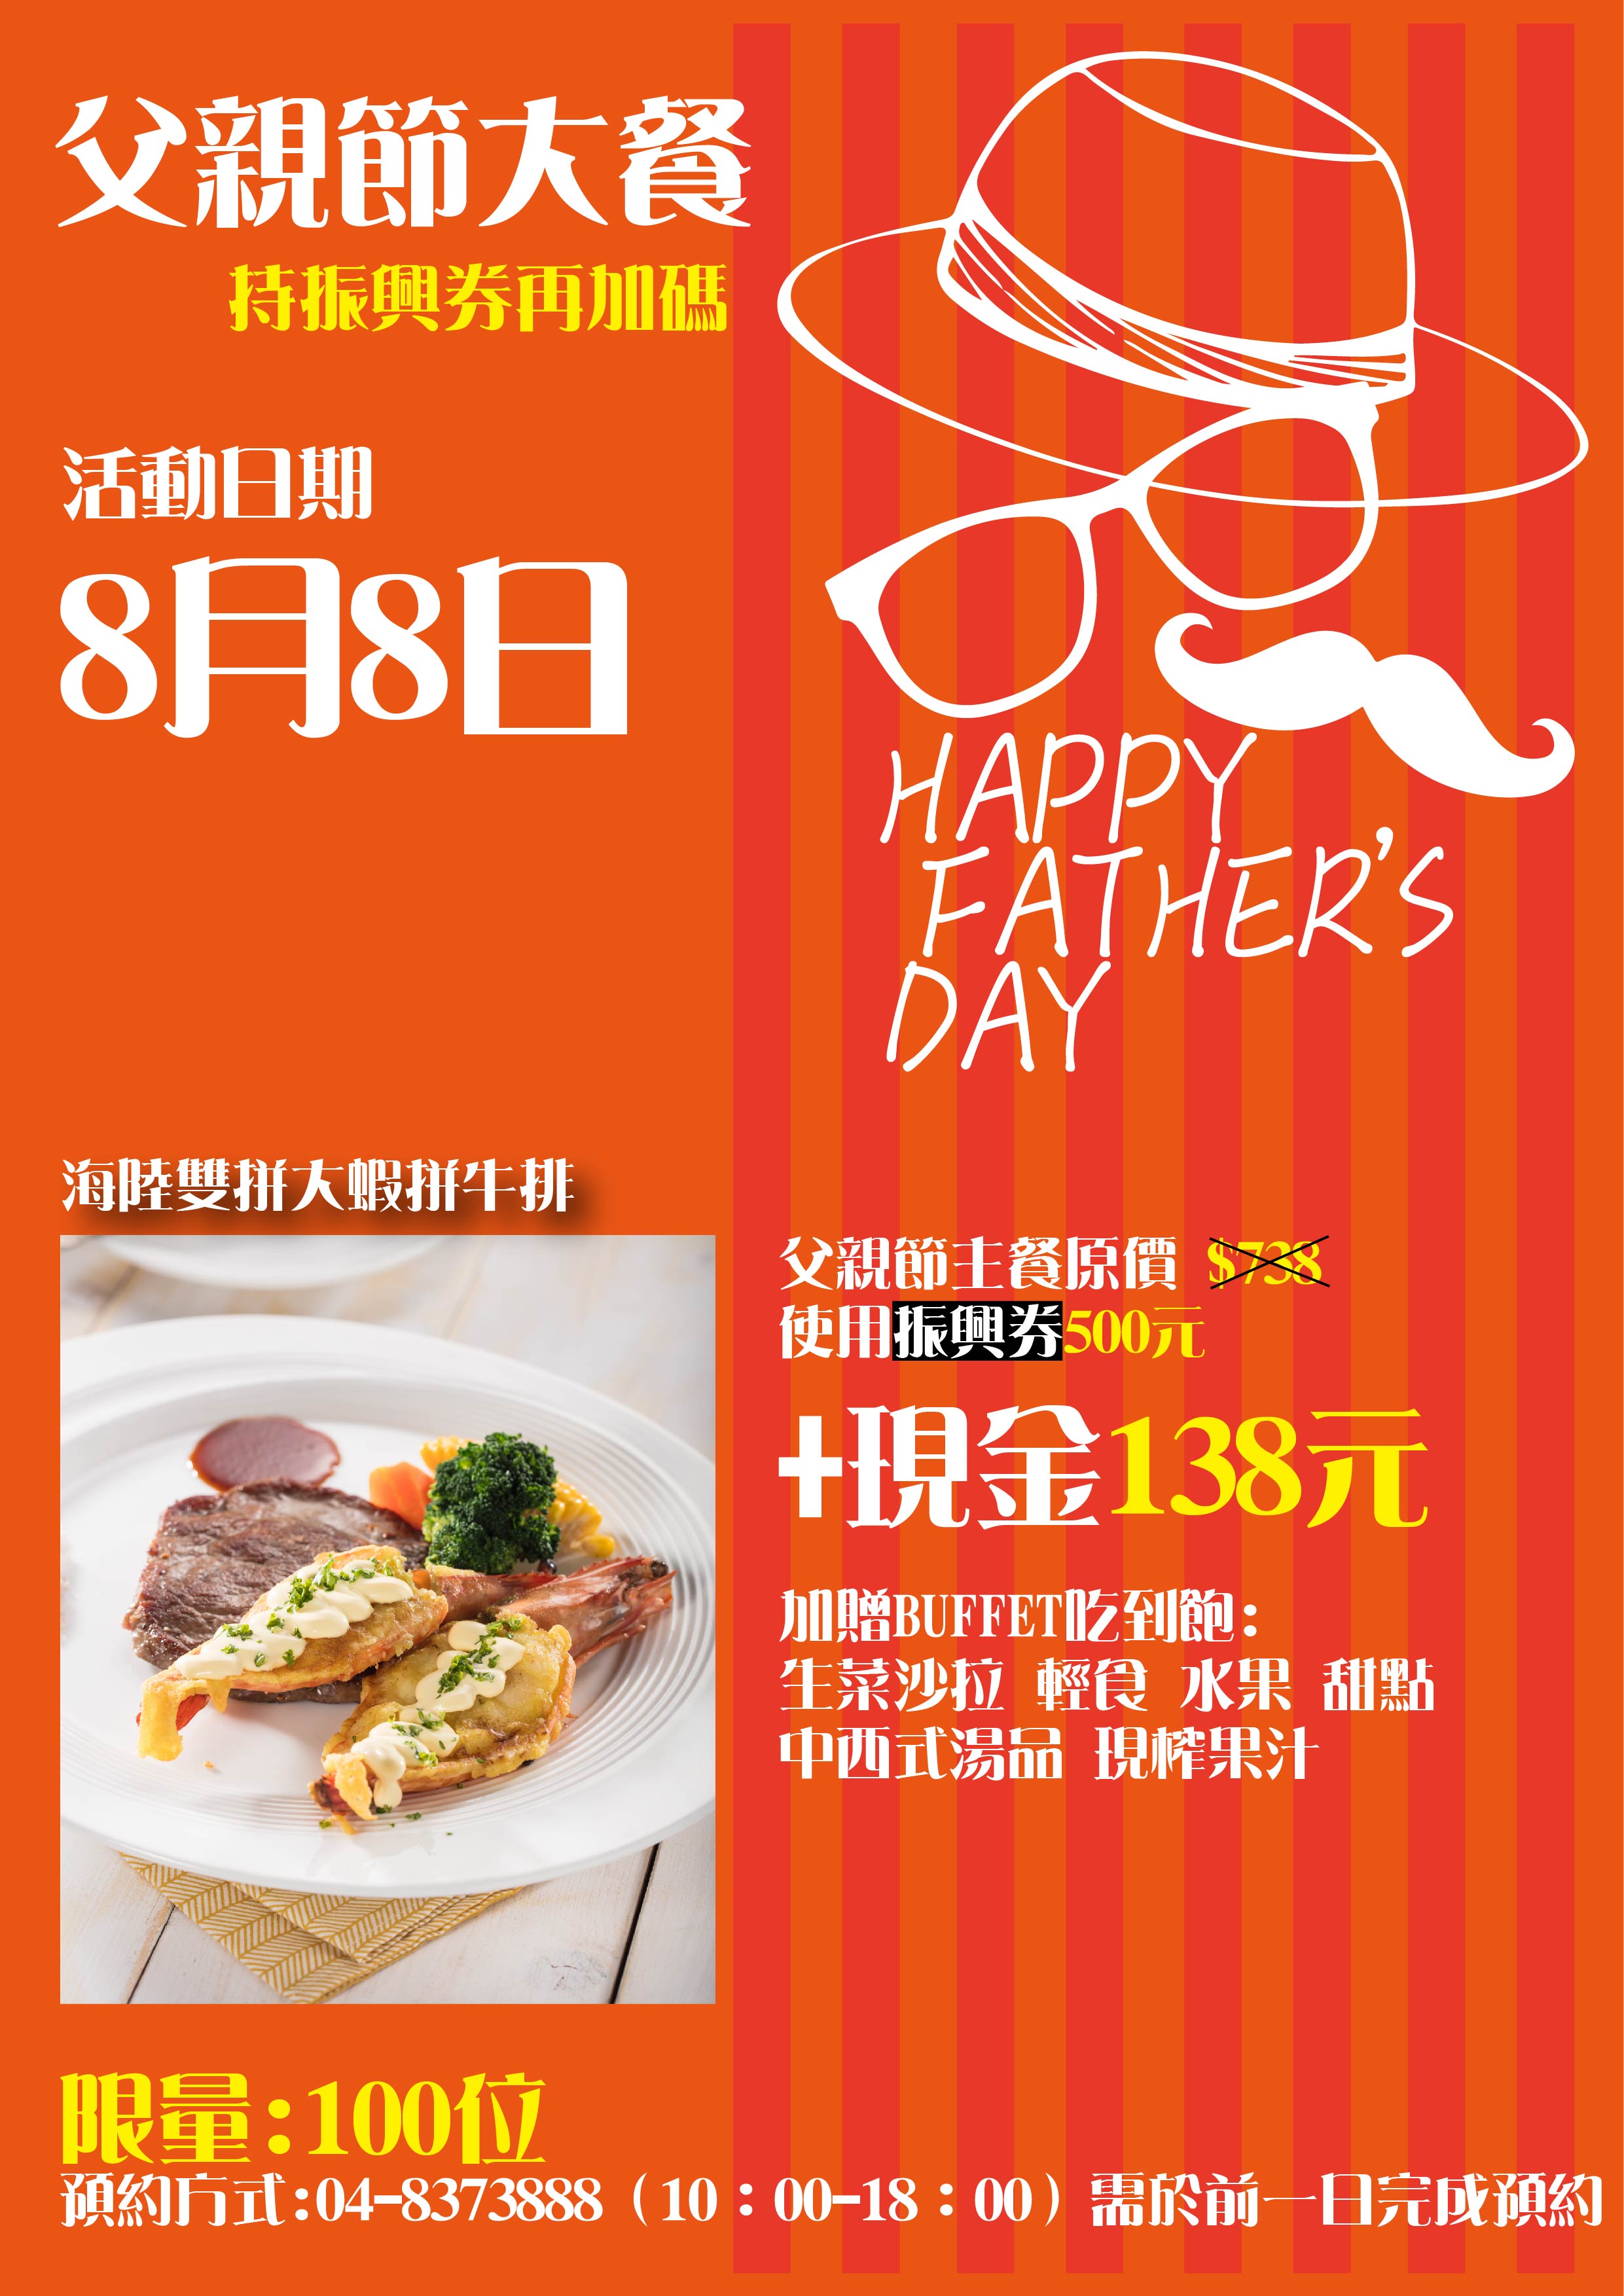 父親節大餐
持振興券再加碼
活動日期
8月8日
HAPPY
FATHER'S
DAY
海陸雙拼大蝦拼牛排
父親節主餐原價 $738
使用振興券500元
+現金138元
加贈BUFFET吃到飽:
生菜沙拉 輕食 水果 甜點
中西式湯品 現榨果汁
限量:100位
預約方式:04-8373888（10：00-18：00）需於前一日完成預約